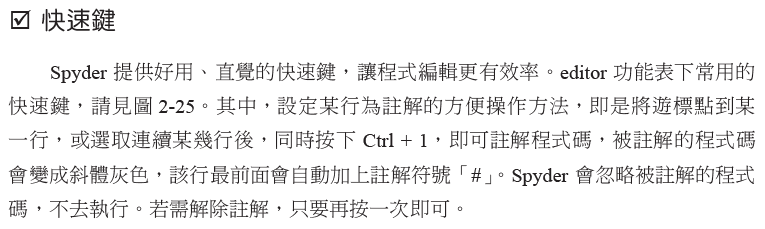 ☑ 快速鍵
Spyder 提供好用、直覺的快速鍵，讓程式編輯更有效率。editor 功能表下常用的
快速鍵，請見圖 2-25。其中，設定某行為註解的方便操作方法，即是將遊標點到某
一行，或選取連續某幾行後，同時按下 Ctrl + 1，即可註解程式碼，被註解的程式碼
會變成斜體灰色，該行最前面會自動加上註解符號「#」。Spyder 會忽略被註解的程式
碼，不去執行。若需解除註解，只要再按一次即可。